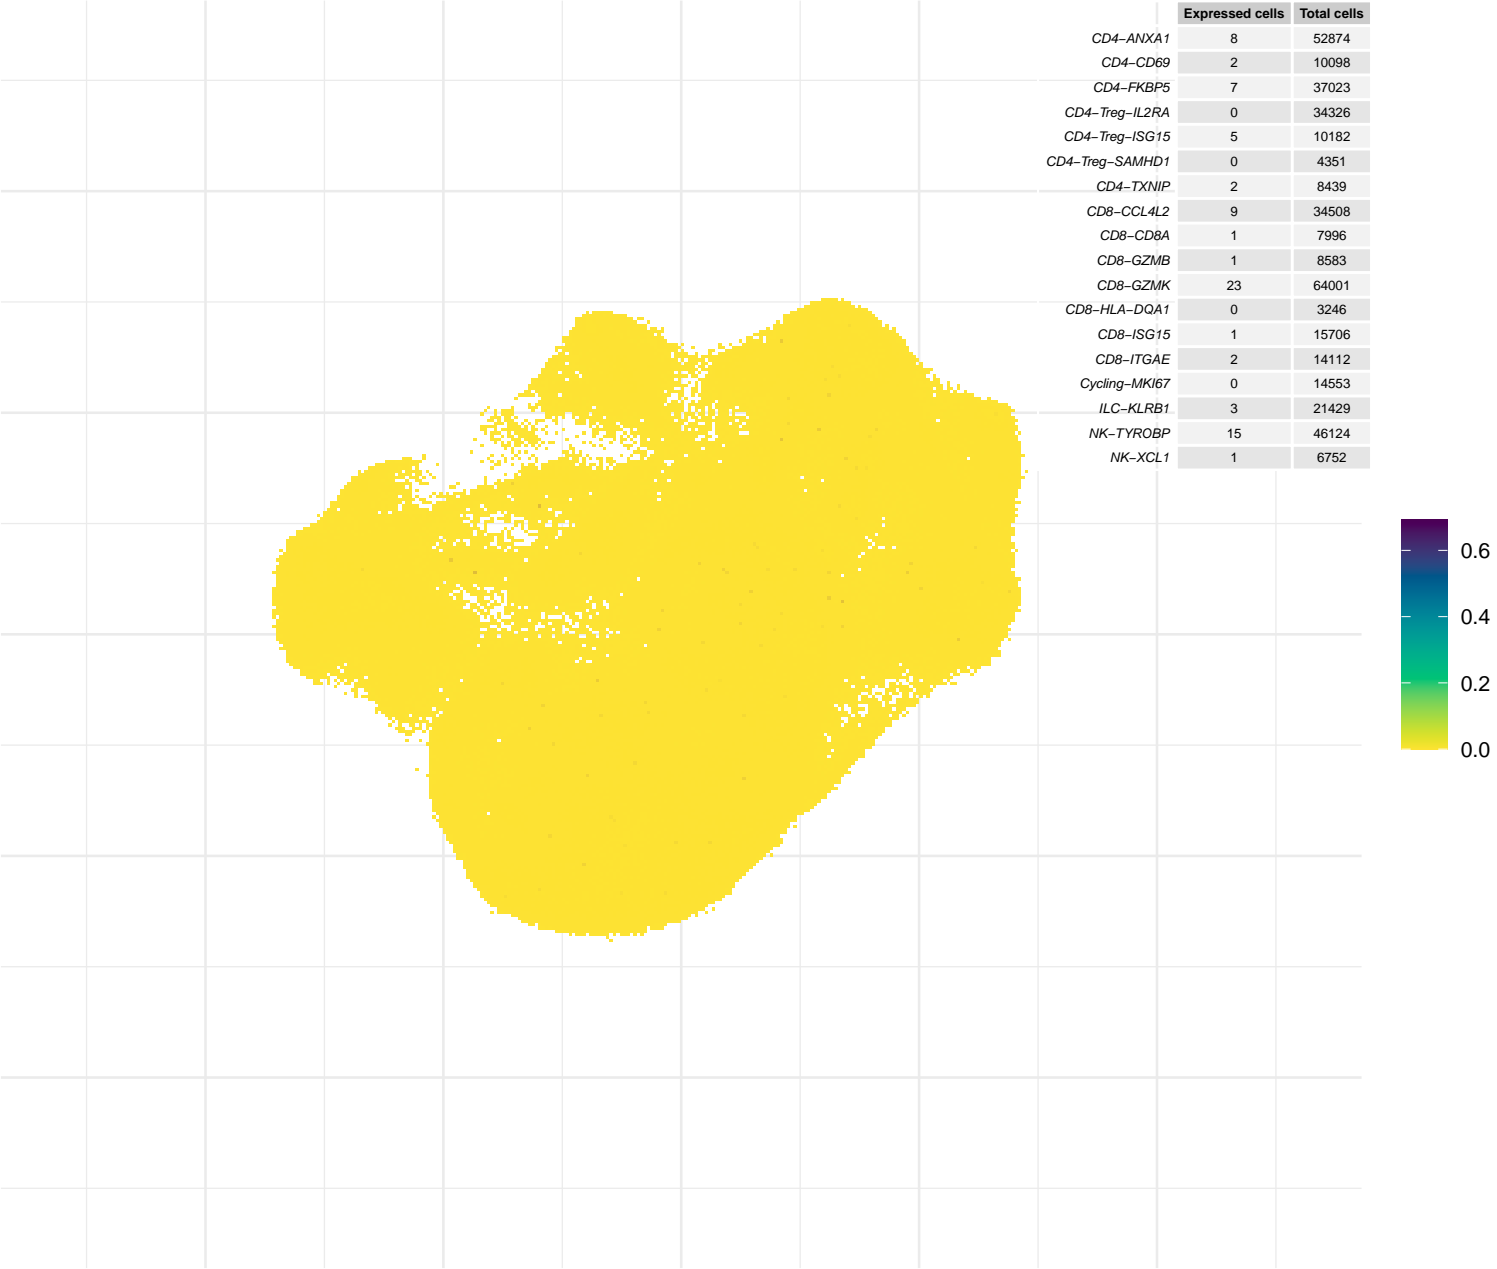 Expressed cells Total cells
CD4−ANXA1 8 52874
CD4−CD69 2 10098
CD4−FKBP5 7 37023
CD4−Treg−IL2RA 0 34326
CD4−Treg−ISG15 5 10182
CD4−Treg−SAMHD1 0 4351
CD4−TXNIP 2 8439
CD8−CCL4L2 9 34508
CD8−CD8A 1 7996
CD8−GZMB 1 8583
CD8−GZMK 23 64001
CD8−HLA−DQA1 0 3246
CD8−ISG15 1 15706
CD8−ITGAE 2 14112
Cycling−MKI67 0 14553
ILC−KLRB1 3 21429
NK−TYROBP 15 46124
NK−XCL1 1 6752
0.6
0.4
0.2
0.0